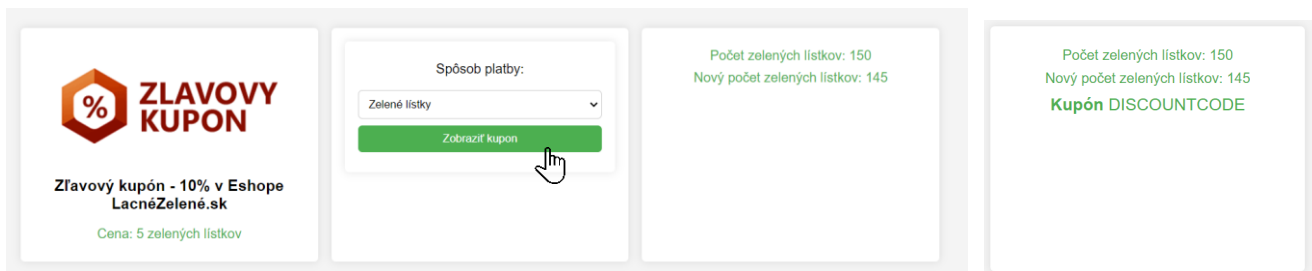 %
ZLAVOVY
KUPON
Zľavový kupón - 10% v Eshope
LacnéZelené.sk
Cena: 5 zelených lístkov
Spôsob platby:
Zelené lístky
Zobraziť kupon
Počet zelených lístkov: 150
Nový počet zelených lístkov: 145
Počet zelených lístkov: 150
Nový počet zelených lístkov: 145
Kupón DISCOUNTCODE